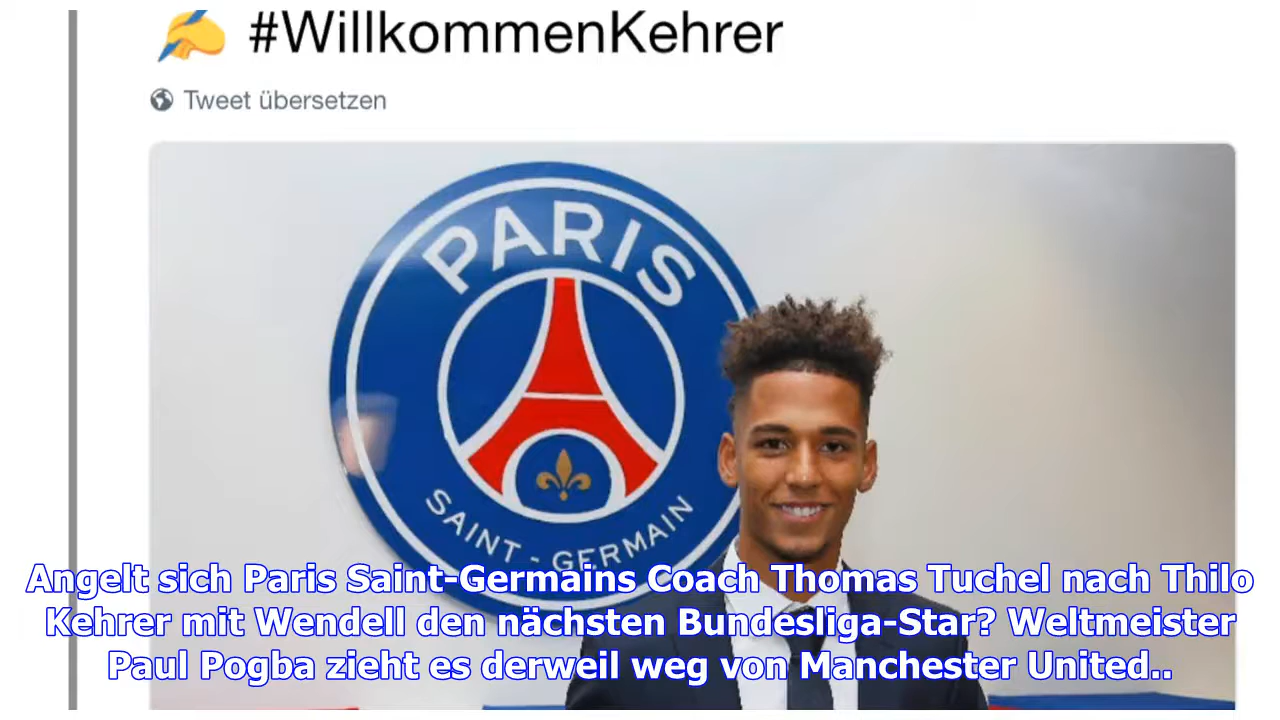 #WillkommenKehrer
Tweet übersetzen
PARIS
SAINT - GERMAIN
Angelt sich Paris Saint-Germains Coach Thomas Tuchel nach Thilo
Kehrer mit Wendell den nächsten Bundesliga-Star? Weltmeister
Paul Pogba zieht es derweil weg von Manchester United..